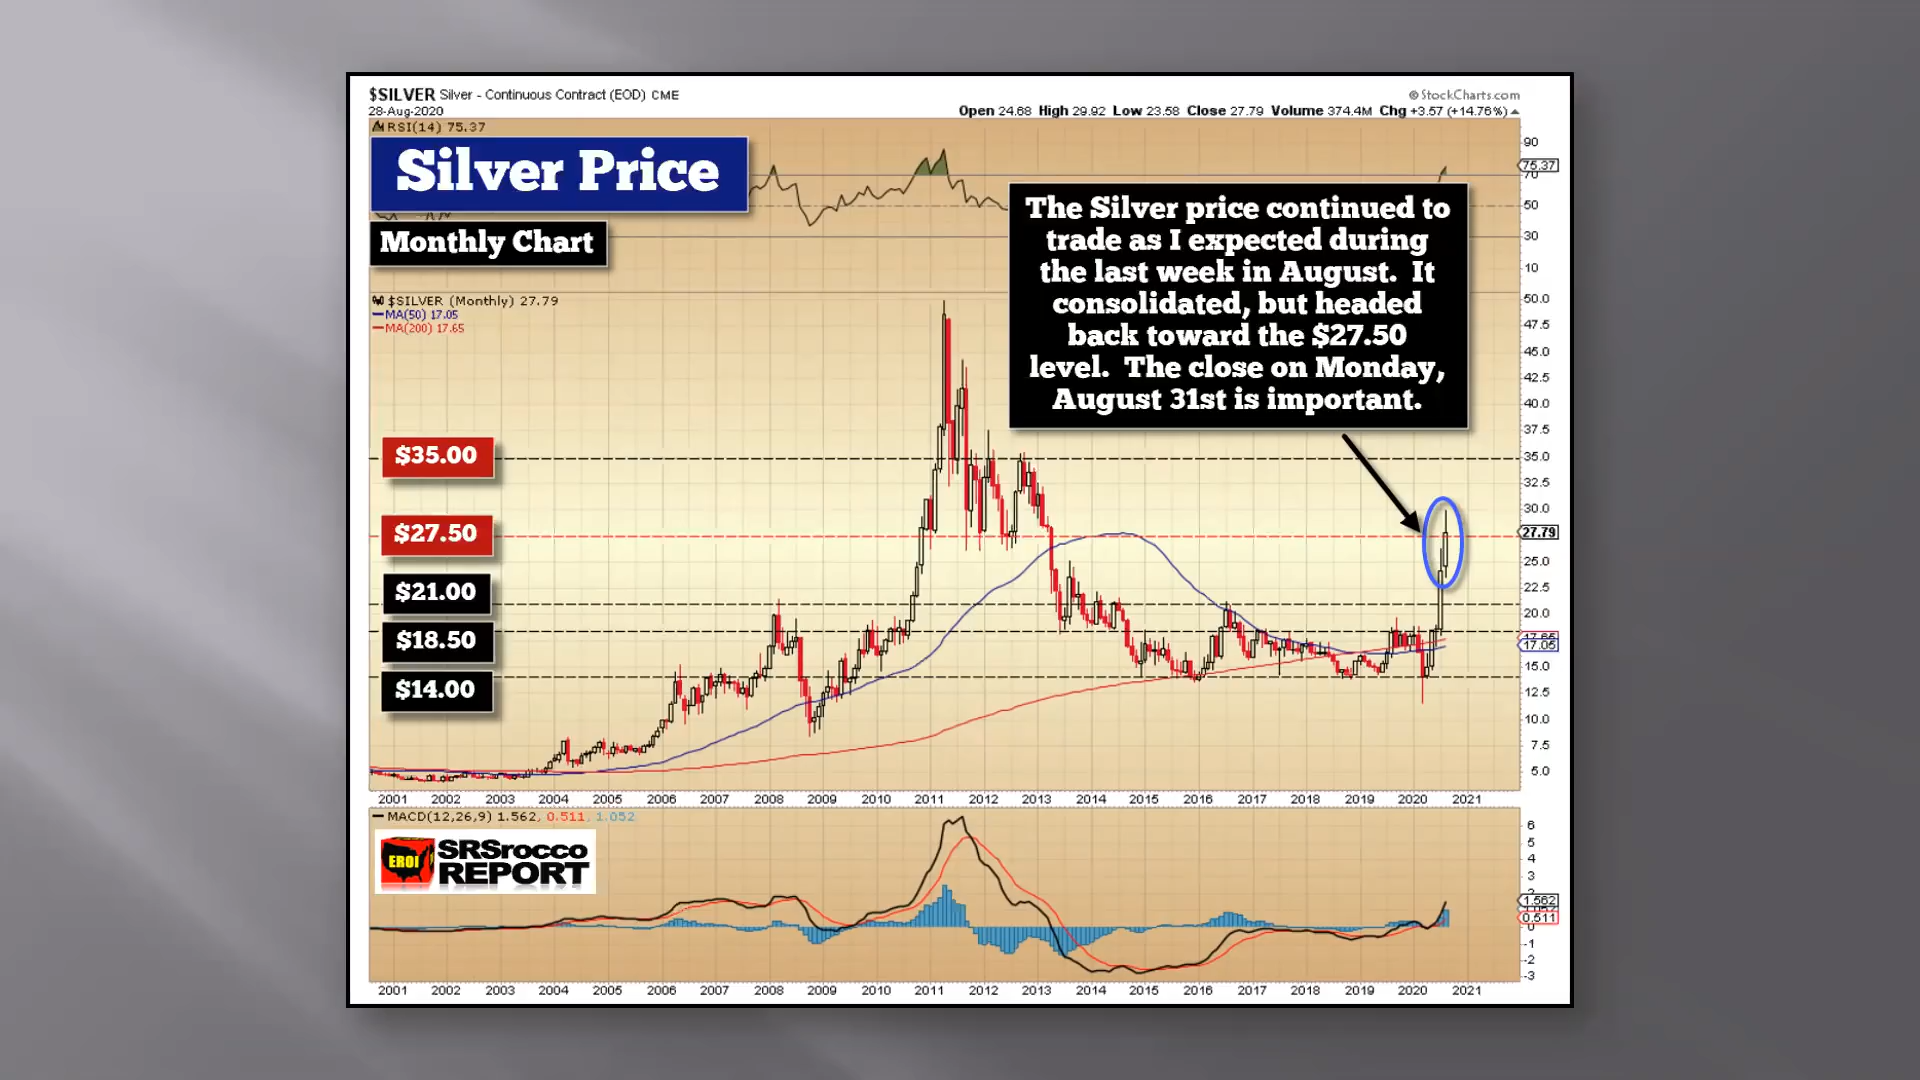 $SILVER Silver - Continuous Contract (EOD) CME
© StockCharts.com
28-Aug-2020
Open 24.68 High 29.92 Low 23.58 Close 27.79 Volume 374.4M Chg +3.57 (+14.76%)
RSI(14) 75.37
Silver Price
Monthly Chart
90
75.37
70
50
30
10
The Silver price continued to
trade as I expected during
the last week in August. It
consolidated, but headed
back toward the $27.50
level. The close on Monday,
August 31st is important.
$SILVER (Monthly) 27.79
MA(50) 17.05
MA(200) 17.65
50.0
47.5
45.0
42.5
40.0
37.5
35.0
32.5
30.0
27.79
25.0
22.5
20.0
17.65
17.05
15.0
12.5
10.0
7.5
5.0
$35.00
$27.50
$21.00
$18.50
$14.00
2001 2002 2003 2004 2005 2006 2007 2008 2009 2010 2011 2012 2013 2014 2015 2016 2017 2018 2019 2020 2021
MACD(12,26,9) 1.562, 0.511, 1.052
SRSrocco
REPORT
EROI
6
5
4
3
2
1.562
0.511
0
-1
-2
-3
2001 2002 2003 2004 2005 2006 2007 2008 2009 2010 2011 2012 2013 2014 2015 2016 2017 2018 2019 2020 2021